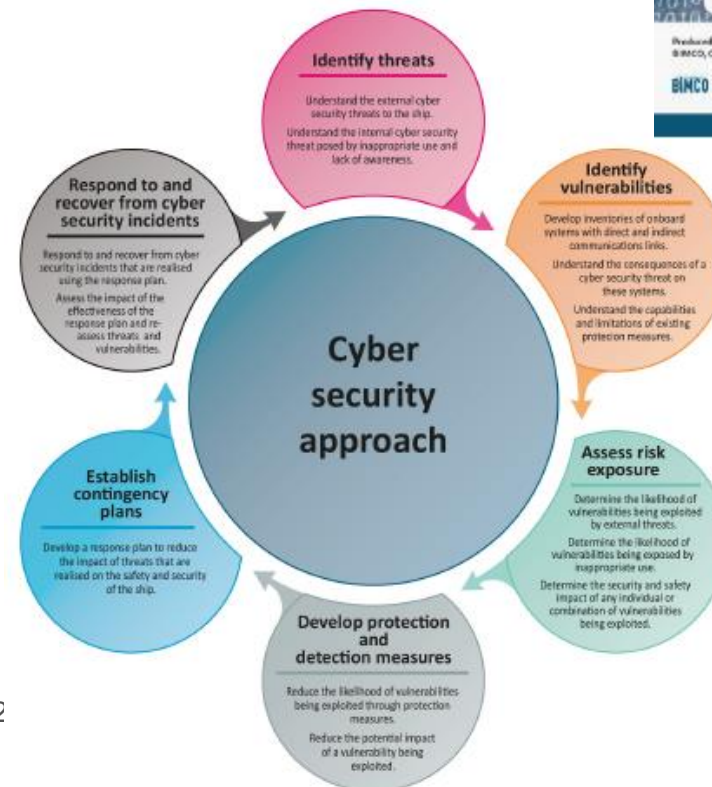 Produced
BIMCO, C
BIMCO
Identify threats
Understand the external cyber
security threats to the ship.
Understand the internal cyber security
threat posed by inappropriate use and
lack of awareness.
Identify
vulnerabilities
Develop inventories of onboard
systems with direct and indirect
communications links.
Understand the consequences of a
cyber security threat on
these systems.
Understand the capabilities
and limitations of existing
protecion measures.
Assess risk
exposure
Determine the likelihood of
vulnerabilities being exploited
by external threats.
Determine the likelihood of
vulnerabilities being exposed by
inappropriate use.
Determine the security and safety
impact of any individual or
combination of vulnerabilities
being exploited.
Develop protection
and
detection measures
Reduce the likelihood of vulnerabilities
being exploited through protection
measures.
Reduce the potential impact
of a vulnerability being
exploited.
Establish
contingency
plans
Develop a response plan to reduce
the impact of threats that are
realised on the safety and security
of the ship.
Respond to and
recover from cyber
security incidents
Respond to and recover from cyber
security incidents that are realised
using the response plan.
Assess the impact of the
effectiveness of the
response plan and re-
assess threats and
vulnerabilities.
Cyber
security
approach
2